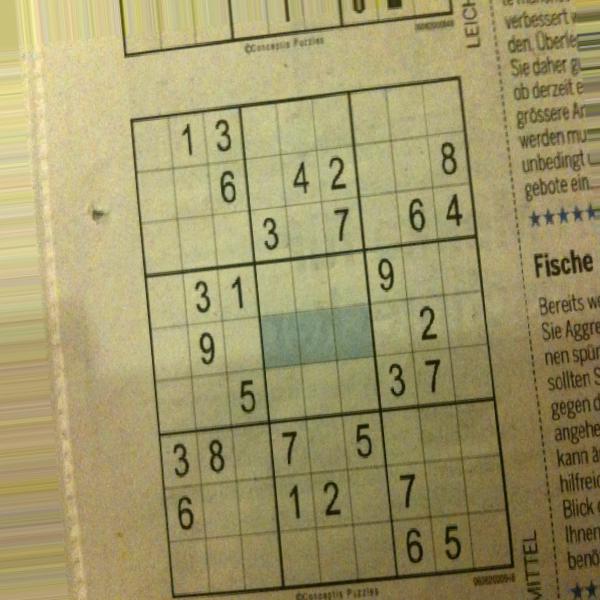 LEICH
©Conceptis Puzzles
verbessert
den. Überle
Sie daher
ob derzeit e
grössere Ar
werden mu
unbedingt
gebote ein.
★★★★★
1 3
6 4 2 8
3 7 6 4
3 1 9
9 2
5 3 7
3 8 7 5
6 1 2 7
6 5
©Conceptis Puzzles
MITTEL
Fische
Bereits we
Sie Aggre
nen spür
sollten S
gegen d
angehe
kann ä
hilfreic
Blick
Ihnen
benö